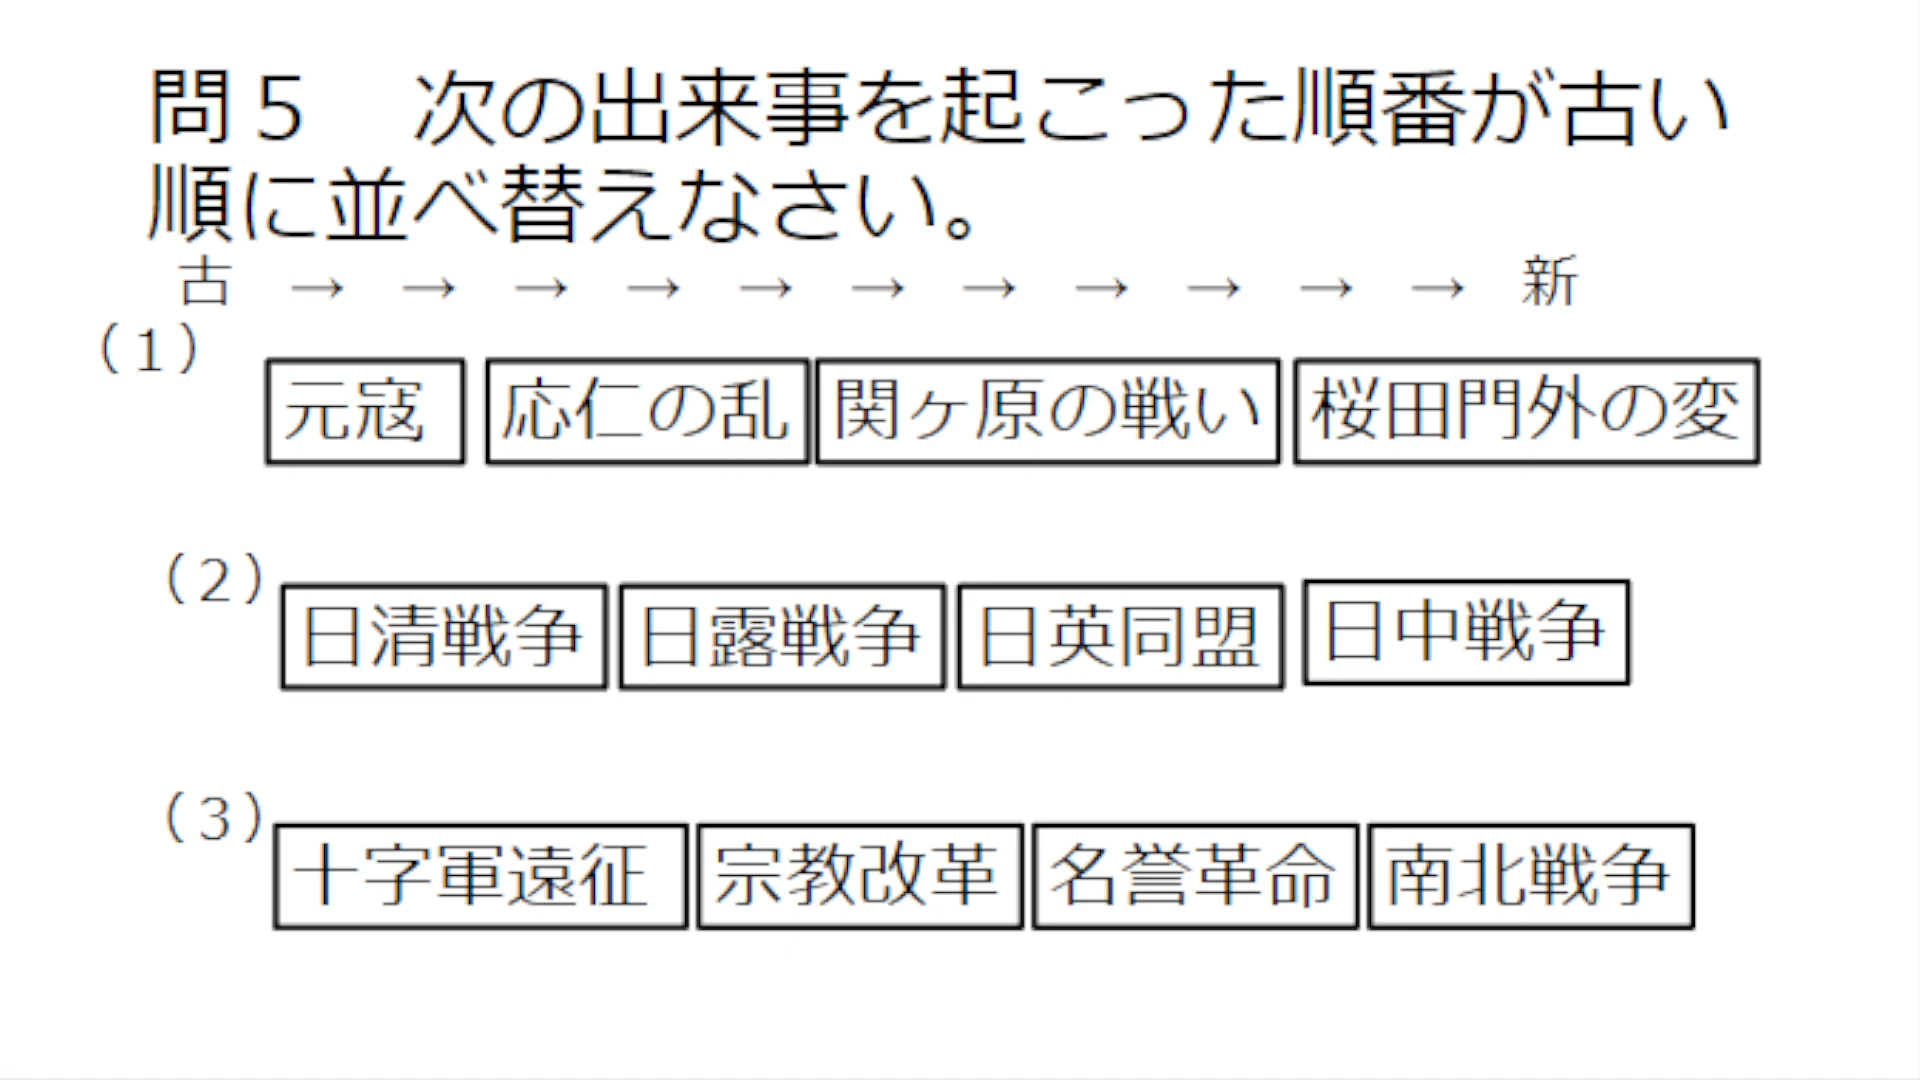 問５　次の出来事を起こった順番が古い
順に並べ替えなさい。
古　→　→　→　→　→　→　→　→　→　→　→　新
（１）
元寇　応仁の乱　関ヶ原の戦い　桜田門外の変
（２）
日清戦争　日露戦争　日英同盟　日中戦争
（３）
十字軍遠征　宗教改革　名誉革命　南北戦争